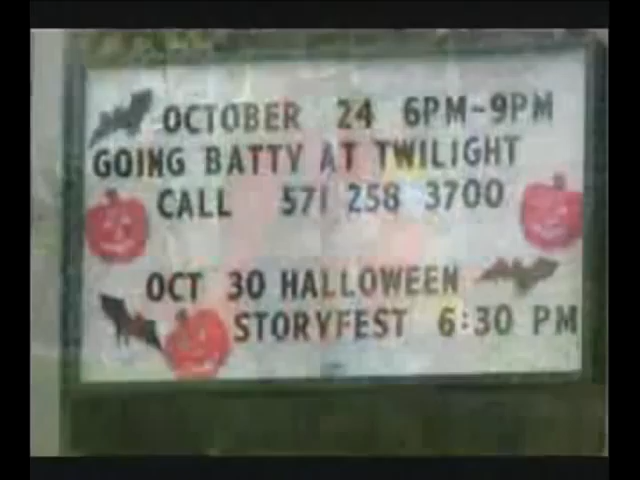 OCTOBER 24 6PM-9PM
GOING BATTY AT TWILIGHT
CALL 571 258 3700
OCT 30 HALLOWEEN
STORYFEST 6:30 PM